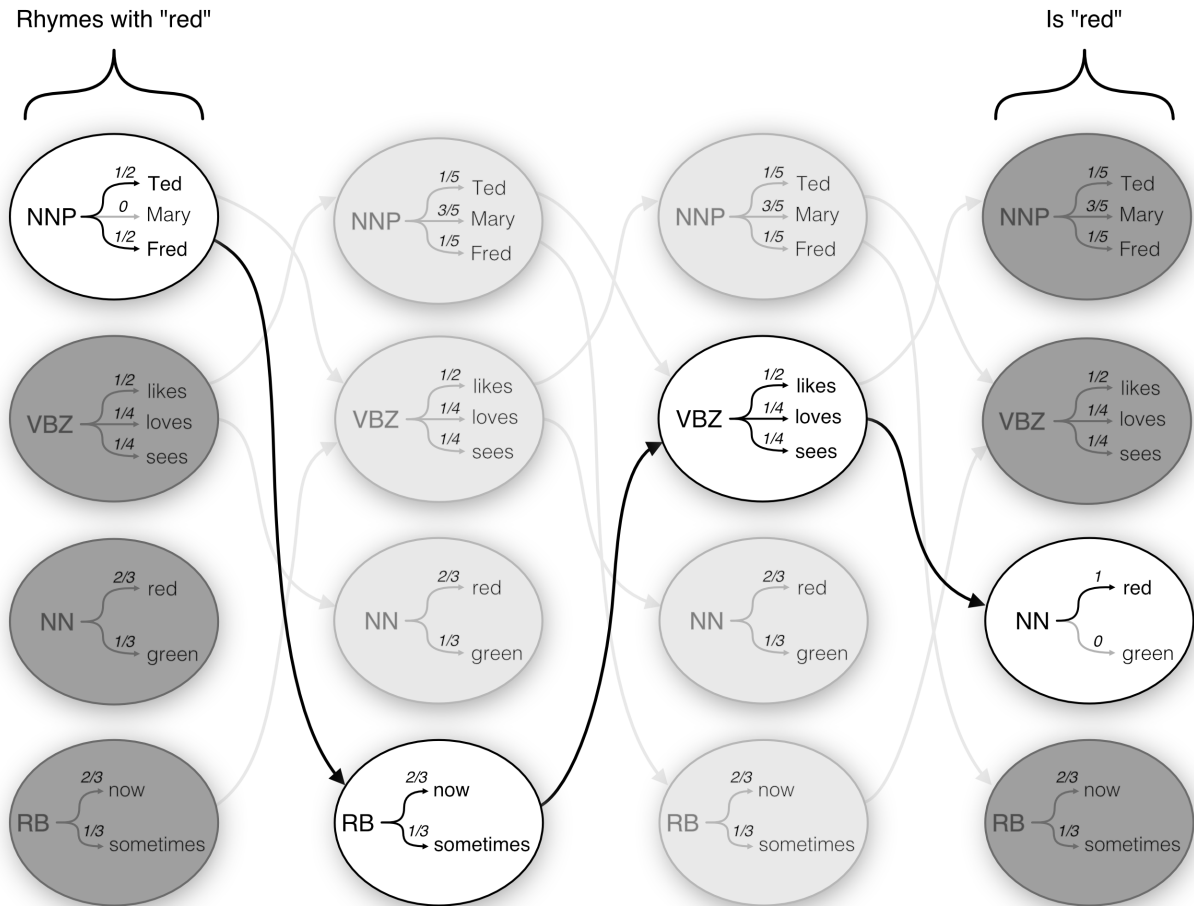 Rhymes with "red"
Is "red"
NNP
1/2 Ted
0 Mary
1/2 Fred
NNP
1/5 Ted
3/5 Mary
1/5 Fred
NNP
1/5 Ted
3/5 Mary
1/5 Fred
NNP
1/5 Ted
3/5 Mary
1/5 Fred
VBZ
1/2 likes
1/4 loves
1/4 sees
VBZ
1/2 likes
1/4 loves
1/4 sees
VBZ
1/2 likes
1/4 loves
1/4 sees
VBZ
1/2 likes
1/4 loves
1/4 sees
NN
2/3 red
1/3 green
NN
2/3 red
1/3 green
NN
2/3 red
1/3 green
NN
1 red
0 green
RB
2/3 now
1/3 sometimes
RB
2/3 now
1/3 sometimes
RB
2/3 now
1/3 sometimes
RB
2/3 now
1/3 sometimes